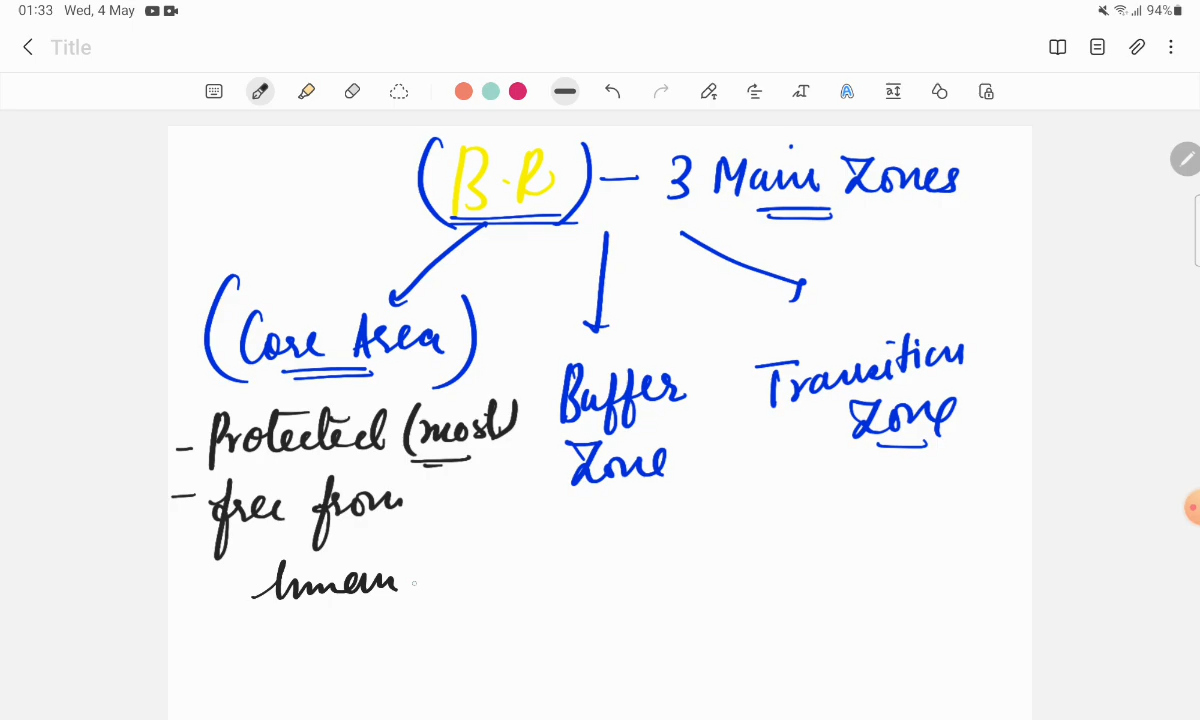 01:33 Wed, 4 May 94%
Title
(B.R) - 3 Main Zones
(Core Area)
Buffer
Zone
Transition
Zone
- Protected (most)
- free from
human